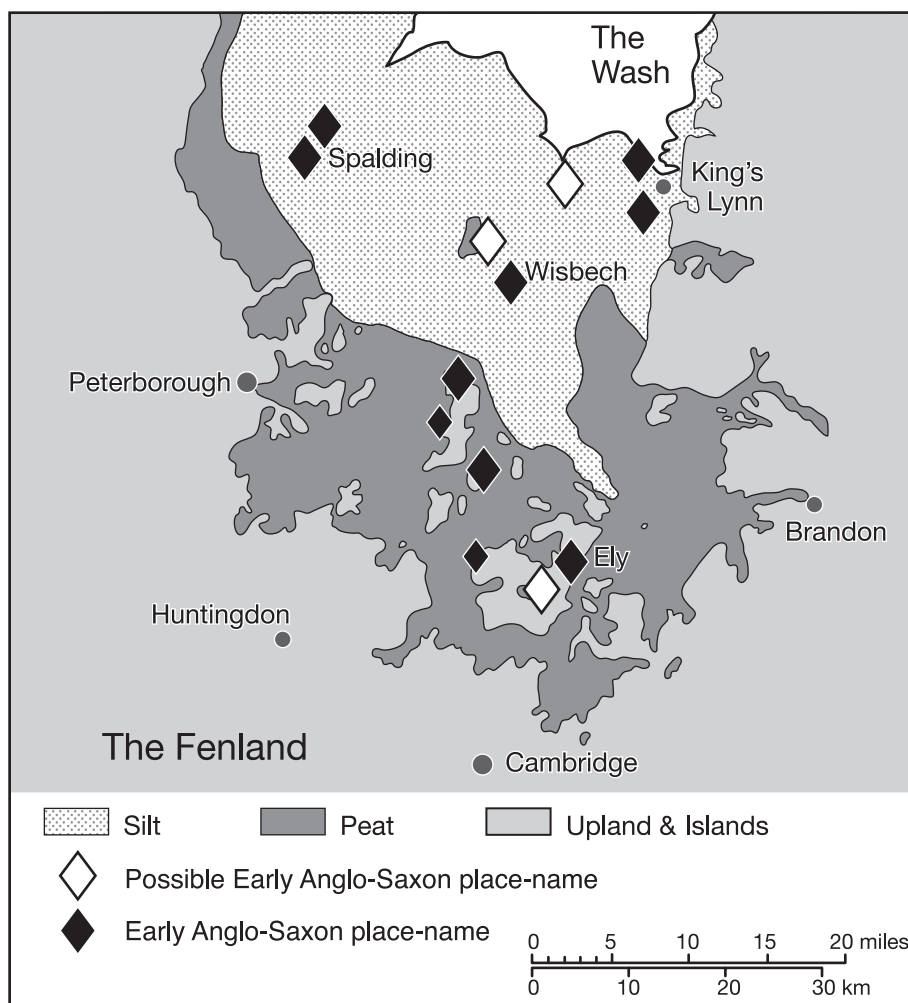 The
Wash
Spalding
King's
Lynn
Wisbech
Peterborough
Brandon
Ely
Huntingdon
The Fenland
Cambridge
Silt
Peat
Upland & Islands
Possible Early Anglo-Saxon place-name
Early Anglo-Saxon place-name
0 5 10 15 20 miles
0 10 20 30 km